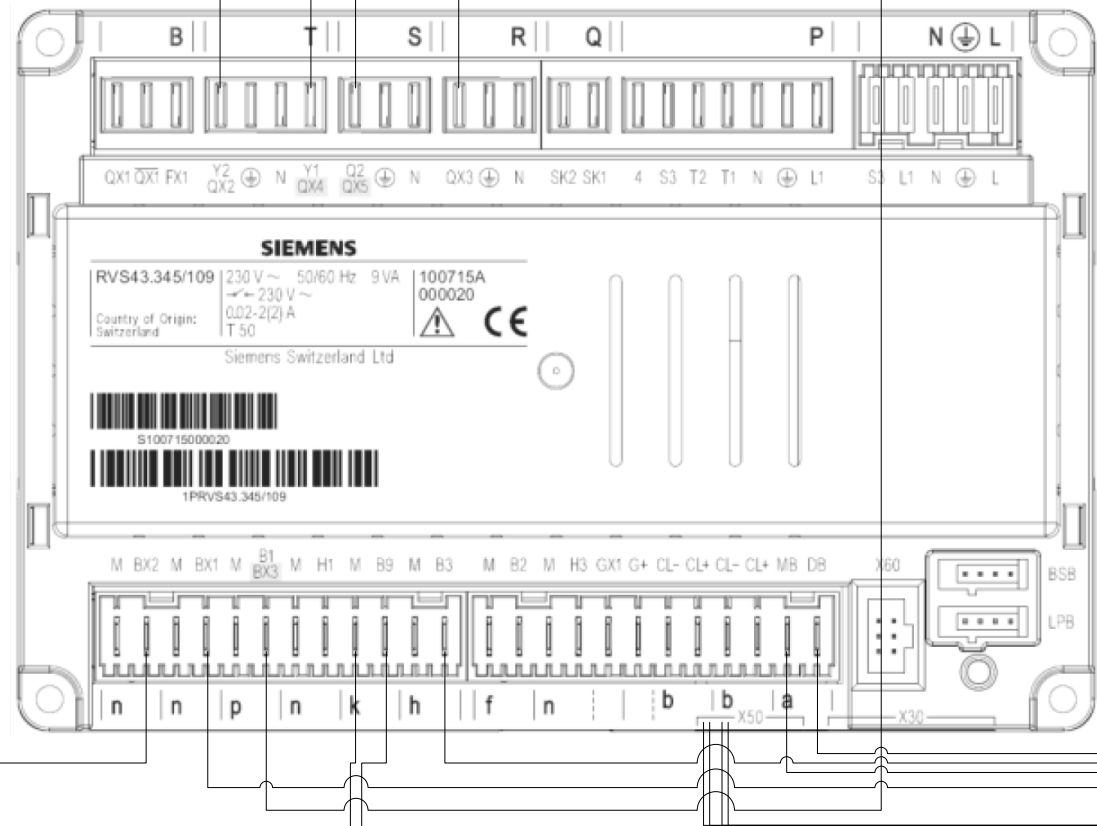 B T S R Q P N L
QX1 QX1 FX1 Y2 QX2 N Y1 QX4 Q2 QX5 N QX3 N SK2 SK1 4 S3 T2 T1 N L1 S3 L1 N L
SIEMENS
RVS43.345/109 230 V ~ 50/60 Hz 9 VA 100715A
230 V ~ 000020
Country of Origin: 0.02-2(2) A
Switzerland T 50 CE
Siemens Switzerland Ltd
S100715000020
1PRVS43.345/109
M BX2 M BX1 M B1 BX3 M H1 M B9 M B3 M B2 M H3 GX1 G+ CL- CL+ CL- CL+ MB DB X60
BSB
LPB
n n p n k h f n b b a
X50 X30